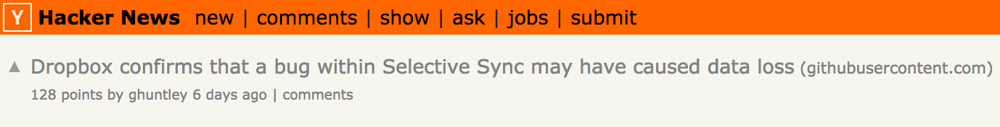 Y Hacker News new | comments | show | ask | jobs | submit
▲ Dropbox confirms that a bug within Selective Sync may have caused data loss (githubusercontent.com)
128 points by ghuntley 6 days ago | comments